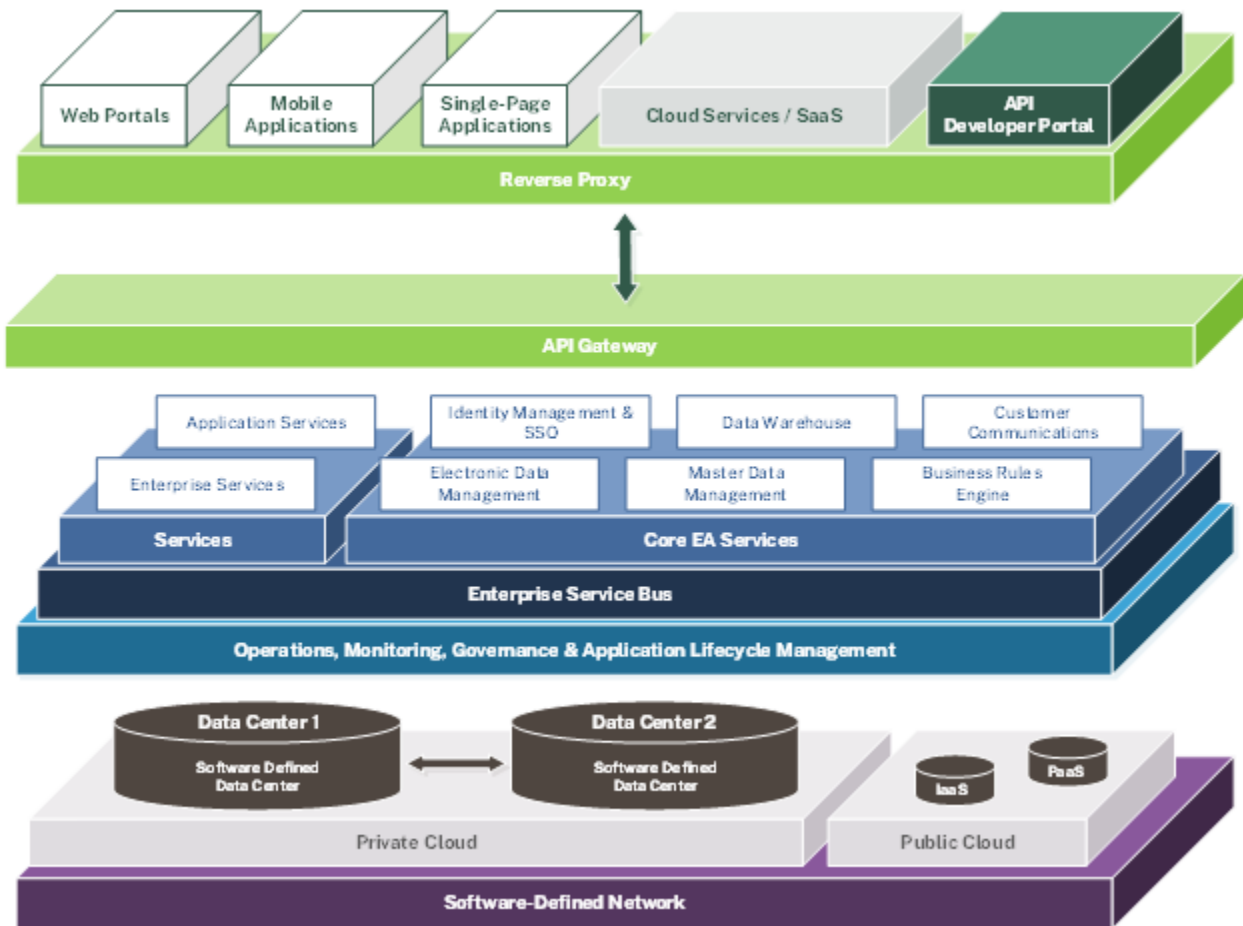 Web Portals
Mobile
Applications
Single-Page
Applications
Cloud Services / SaaS
API
Developer Portal
Reverse Proxy
API Gateway
Application Services
Identity Management &
SSO
Data Warehouse
Customer
Communications
Enterprise Services
Electronic Data
Management
Master Data
Management
Business Rules
Engine
Services
Core EA Services
Enterprise Service Bus
Operations, Monitoring, Governance & Application Lifecycle Management
Data Center 1
Software Defined
Data Center
Data Center 2
Software Defined
Data Center
IaaS
PaaS
Private Cloud
Public Cloud
Software-Defined Network